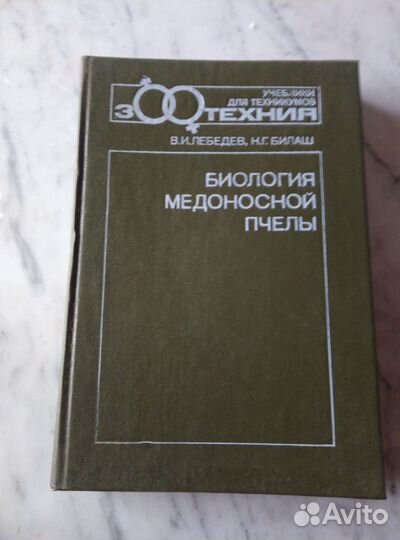 УЧЕБНИКИ
ДЛЯ ТЕХНИКУМОВ
ЗООТЕХНИЯ
В.И.ЛЕБЕДЕВ, Н.Г. БИЛАШ
БИОЛОГИЯ
МЕДОНОСНОЙ
ПЧЕЛЫ
Avito